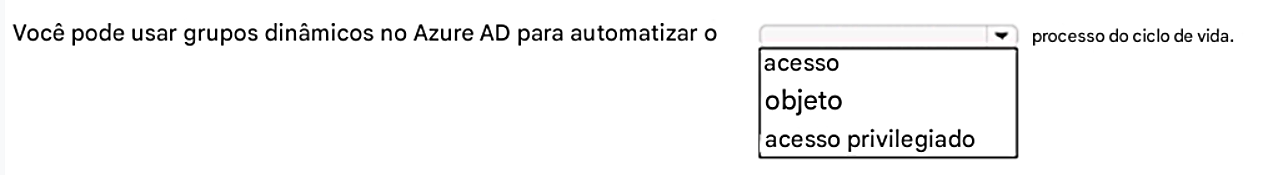 Você pode usar grupos dinâmicos no Azure AD para automatizar o processo do ciclo de vida.
acesso
objeto
acesso privilegiado